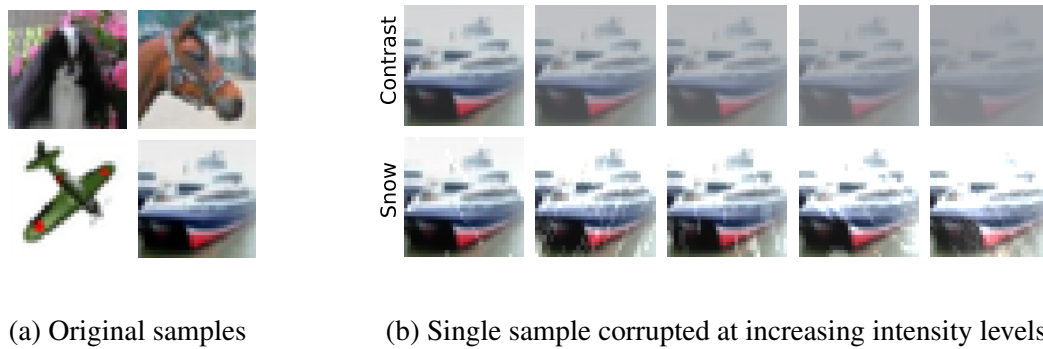 Contrast
Snow
(a) Original samples
(b) Single sample corrupted at increasing intensity levels